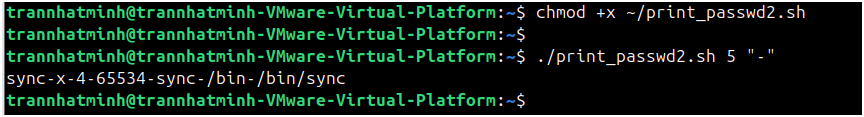 trannhatminh@trannhatminh-VMware-Virtual-Platform:~$ chmod +x ~/print_passwd2.sh
trannhatminh@trannhatminh-VMware-Virtual-Platform:~$
trannhatminh@trannhatminh-VMware-Virtual-Platform:~$ ./print_passwd2.sh 5 "-"
sync-x-4-65534-sync-/bin-/bin/sync
trannhatminh@trannhatminh-VMware-Virtual-Platform:~$